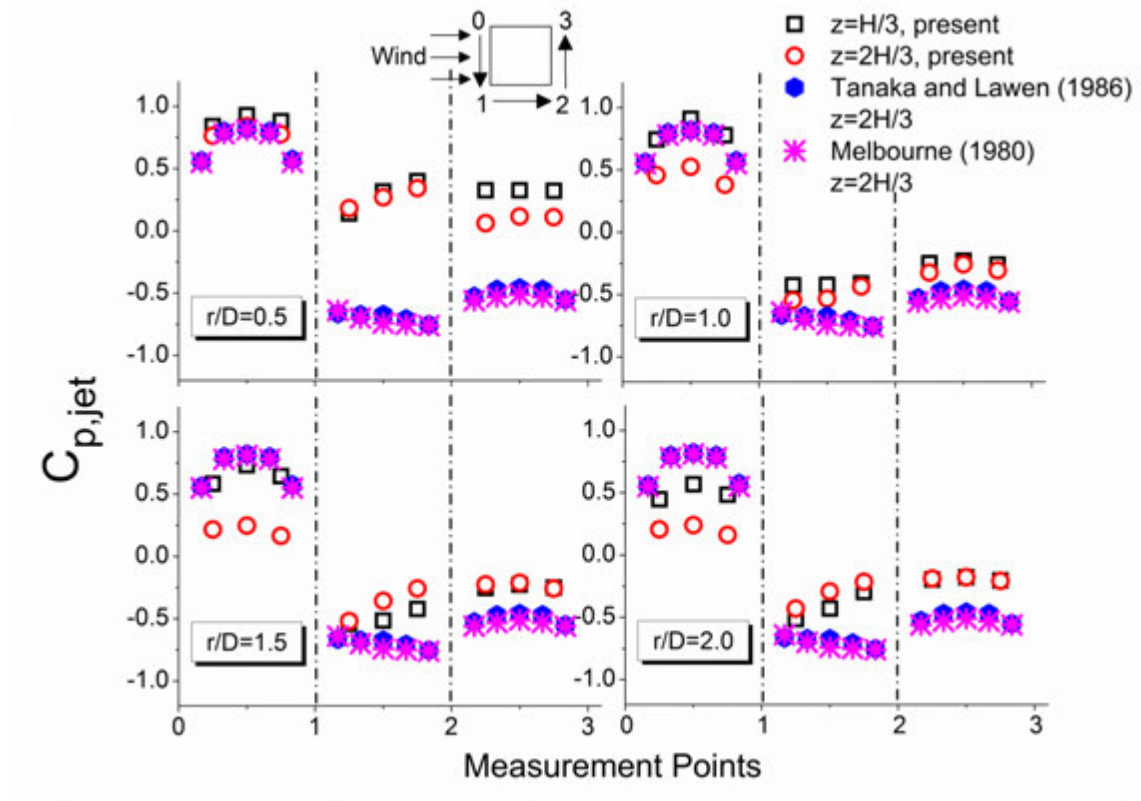 0
3
Wind
1
2
z=H/3, present
z=2H/3, present
Tanaka and Lawen (1986)
z=2H/3
Melbourne (1980)
z=2H/3
1.0
0.5
0.0
-0.5
-1.0
r/D=0.5
1.0
0.5
0.0
-0.5
-1.0
r/D=1.0
Cp,jet
1.0
0.5
0.0
-0.5
-1.0
r/D=1.5
0
1
2
3
1.0
0.5
0.0
-0.5
-1.0
r/D=2.0
0
1
2
3
Measurement Points